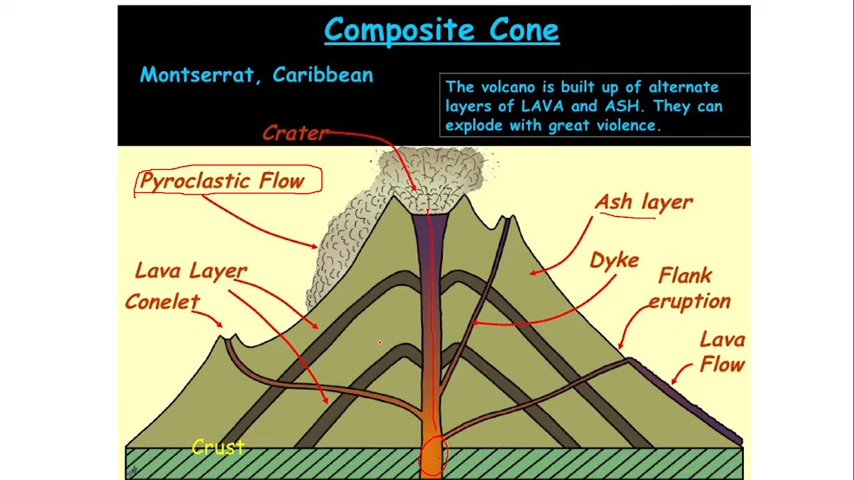 Composite Cone
Montserrat, Caribbean
The volcano is built up of alternate
layers of LAVA and ASH. They can
explode with great violence.
Crater
Pyroclastic Flow
Ash layer
Lava Layer
Dyke
Flank
eruption
Conelet
Lava
Flow
Crust